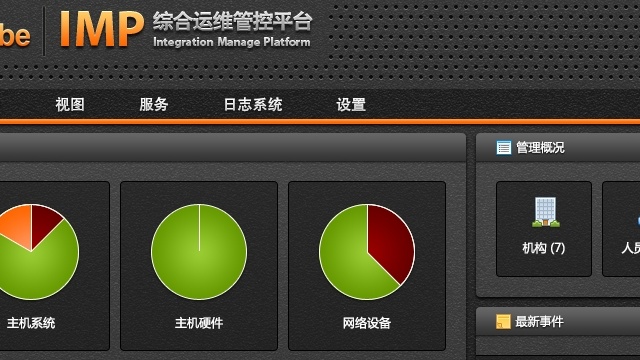 be IMP 综合运维管控平台
Integration Manage Platform
视图 服务 日志系统 设置
管理概况
机构 (7) 人员
主机系统 主机硬件 网络设备
最新事件